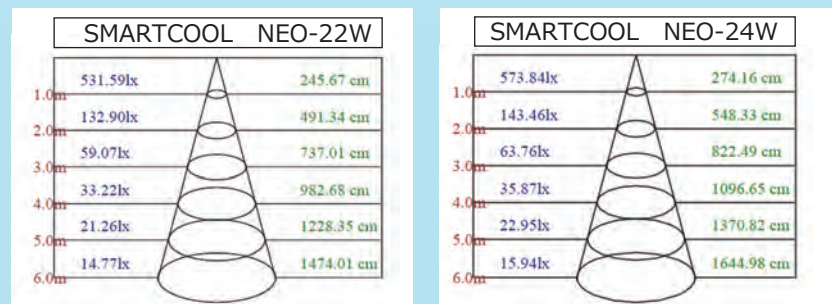 SMARTCOOL NEO-22W
531.59lx 245.67 cm
1.0m
132.90lx 491.34 cm
2.0m
59.07lx 737.01 cm
3.0m
33.22lx 982.68 cm
4.0m
21.26lx 1228.35 cm
5.0m
14.77lx 1474.01 cm
6.0m
SMARTCOOL NEO-24W
573.84lx 274.16 cm
1.0m
143.46lx 548.33 cm
2.0m
63.76lx 822.49 cm
3.0m
35.87lx 1096.65 cm
4.0m
22.95lx 1370.82 cm
5.0m
15.94lx 1644.98 cm
6.0m